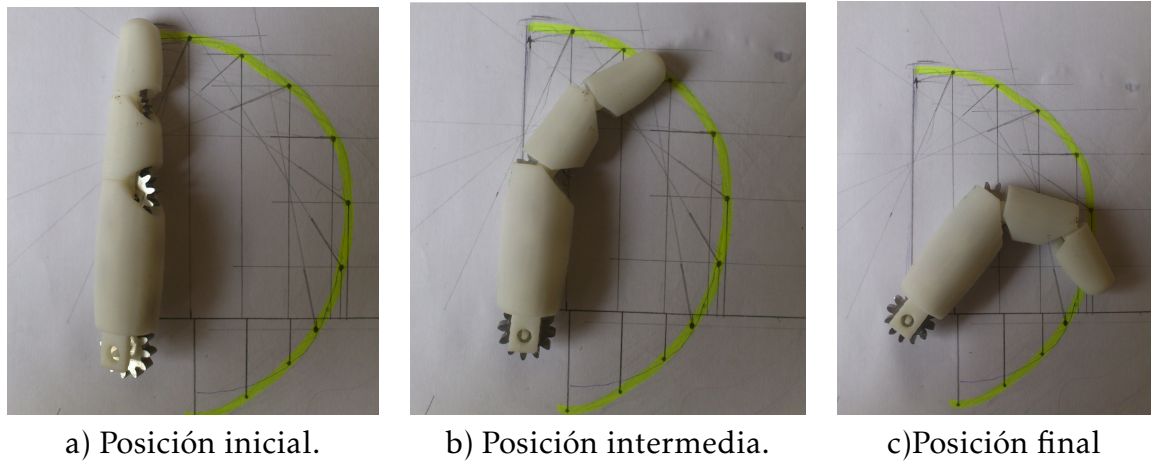 a) Posición inicial.
b) Posición intermedia.
c)Posición final